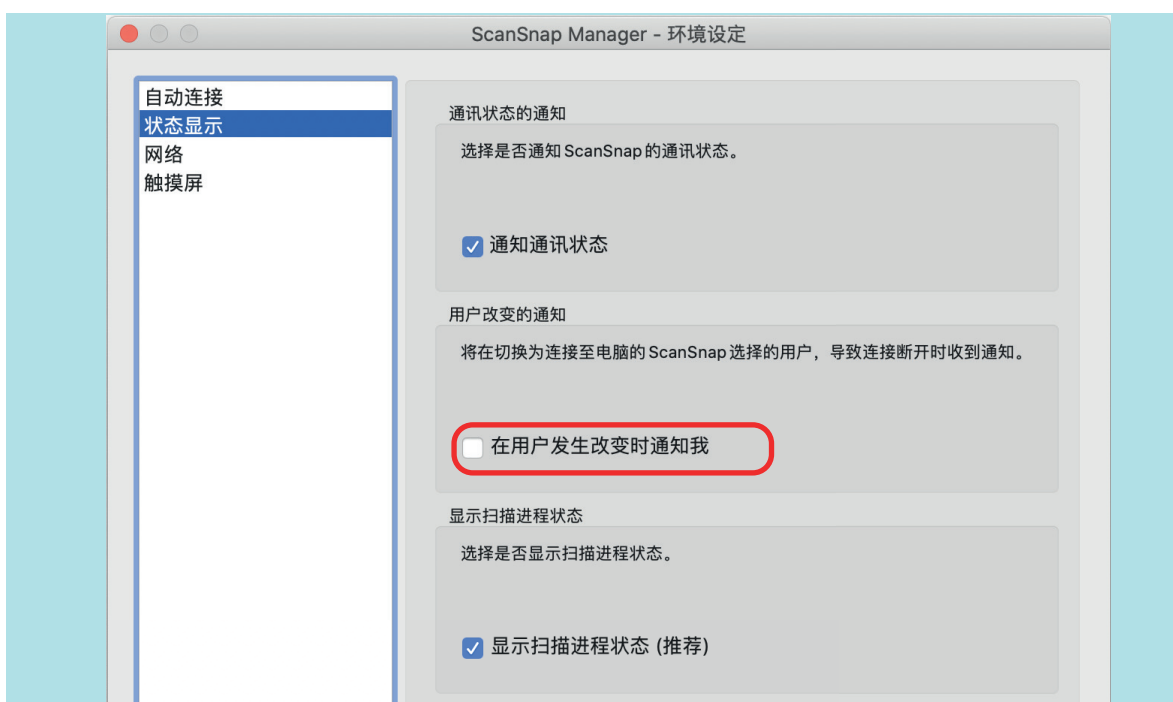 ScanSnap Manager - 环境设定
自动连接
状态显示
网络
触摸屏
通讯状态的通知
选择是否通知 ScanSnap 的通讯状态。
通知通讯状态
用户改变的通知
将在切换为连接至电脑的 ScanSnap 选择的用户，导致连接断开时收到通知。
在用户发生改变时通知我
显示扫描进程状态
选择是否显示扫描进程状态。
显示扫描进程状态 (推荐)